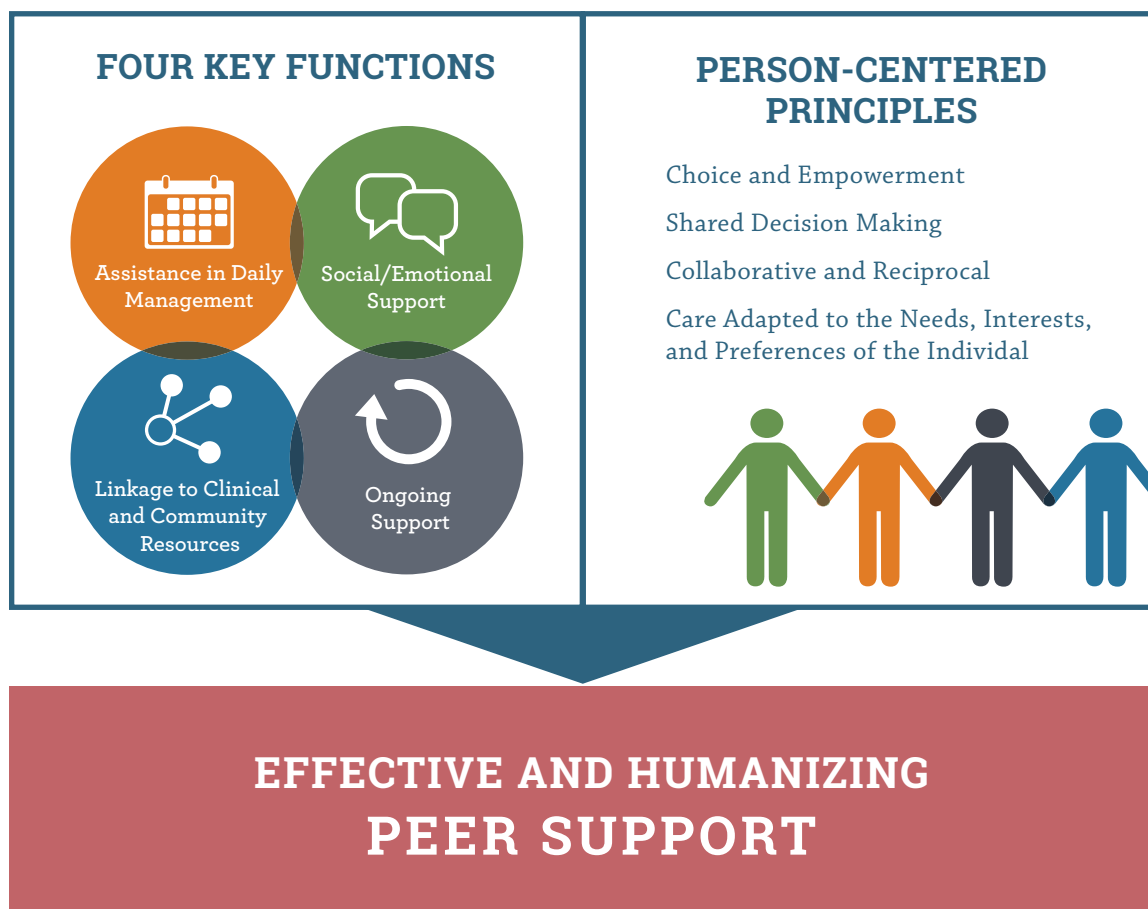 FOUR KEY FUNCTIONS
Assistance in Daily
Management
Social/Emotional
Support
Linkage to Clinical
and Community
Resources
Ongoing
Support
PERSON-CENTERED
PRINCIPLES
Choice and Empowerment
Shared Decision Making
Collaborative and Reciprocal
Care Adapted to the Needs, Interests,
and Preferences of the Individal
EFFECTIVE AND HUMANIZING
PEER SUPPORT